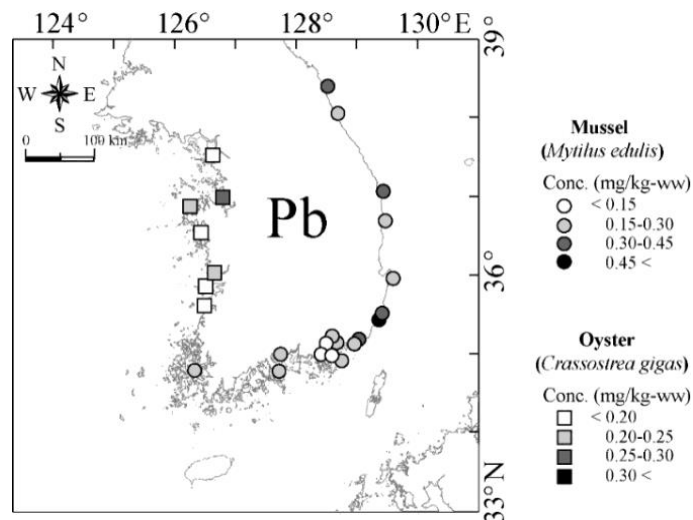 124° 126° 128° 130°E
39°
N
W E
S
0 100 km
Pb
36°
33°N
Mussel
(Mytilus edulis)
Conc. (mg/kg-ww)
< 0.15
0.15-0.30
0.30-0.45
0.45 <
Oyster
(Crassostrea gigas)
Conc. (mg/kg-ww)
< 0.20
0.20-0.25
0.25-0.30
0.30 <